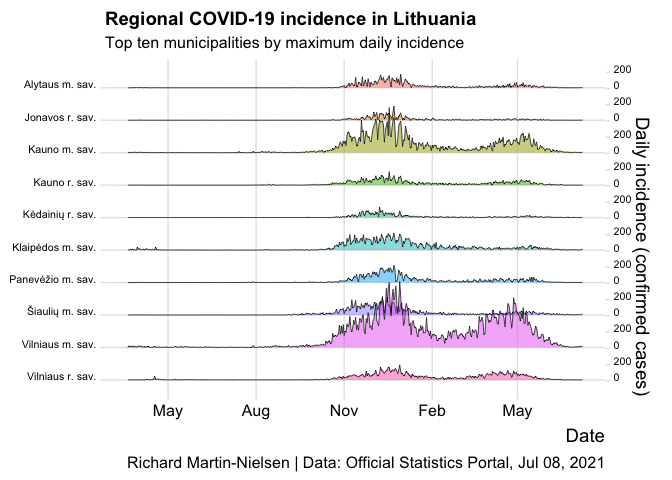 Regional COVID-19 incidence in Lithuania
Top ten municipalities by maximum daily incidence
Alytaus m. sav.
200
0
Jonavos r. sav.
200
0
Kauno m. sav.
200
0
Kauno r. sav.
200
0
Kėdainių r. sav.
200
0
Klaipėdos m. sav.
200
0
Panevėžio m. sav.
200
0
Šiaulių m. sav.
200
0
Vilniaus m. sav.
200
0
Vilniaus r. sav.
200
0
Daily incidence (confirmed cases)
May Aug Nov Feb May
Date
Richard Martin-Nielsen | Data: Official Statistics Portal, Jul 08, 2021